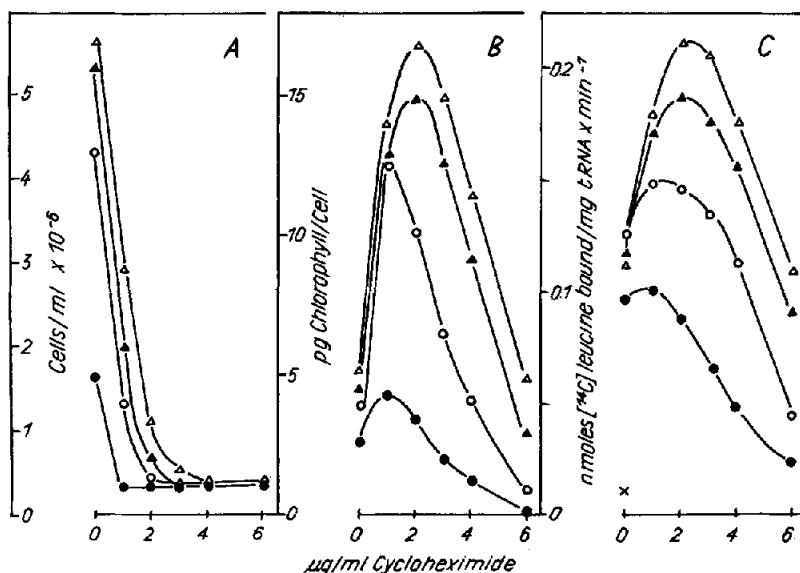 A
5
4
3
2
1
0
Cells/ml x 10⁻⁶
0 2 4 6
B
15
10
5
0
pg Chlorophyll/Cell
0 2 4 6
C
0.2
0.1
0
n moles [¹⁴C] leucine bound/mg tRNA x min⁻¹
0 2 4 6
µg/ml Cycloheximide